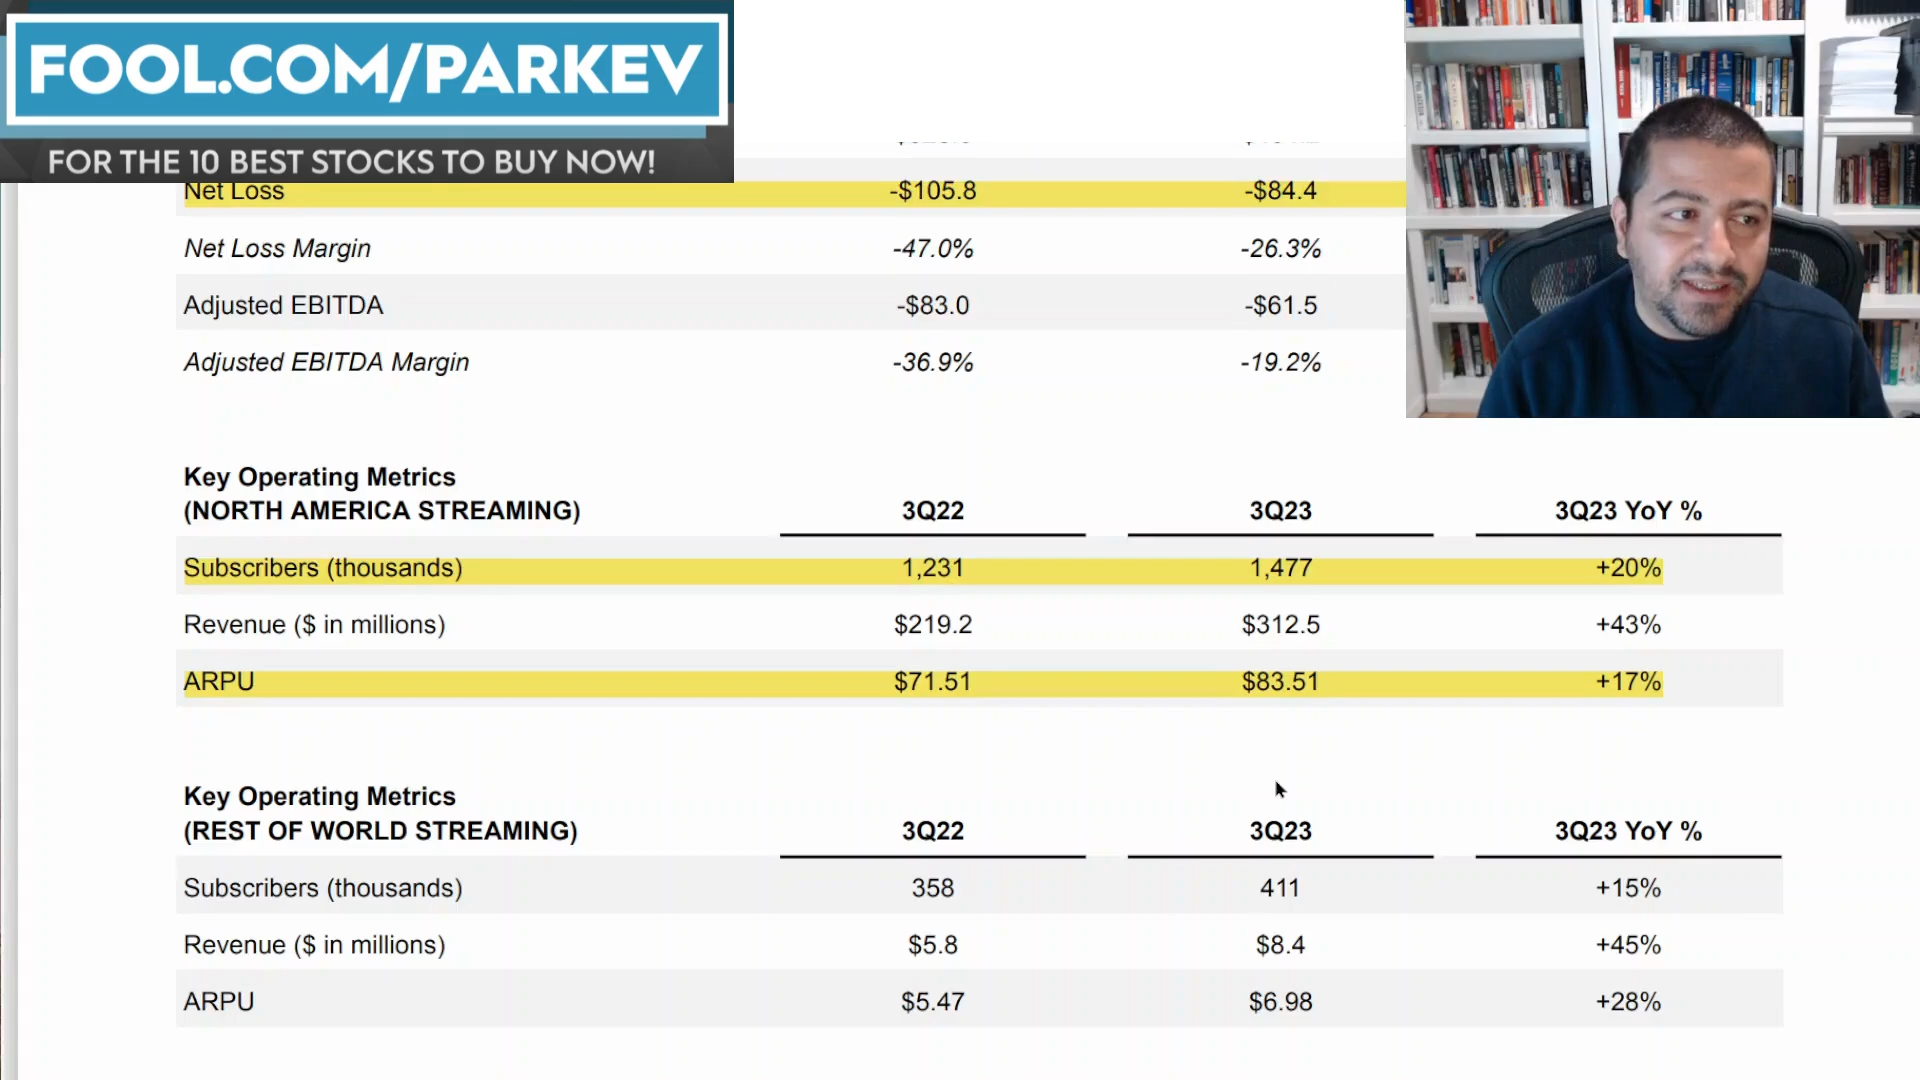 FOOL.COM/PARKEV
FOR THE 10 BEST STOCKS TO BUY NOW!
Net Loss -$105.8 -$84.4
Net Loss Margin -47.0% -26.3%
Adjusted EBITDA -$83.0 -$61.5
Adjusted EBITDA Margin -36.9% -19.2%
Key Operating Metrics
(NORTH AMERICA STREAMING) 3Q22 3Q23 3Q23 YoY %
Subscribers (thousands) 1,231 1,477 +20%
Revenue ($ in millions) $219.2 $312.5 +43%
ARPU $71.51 $83.51 +17%
Key Operating Metrics
(REST OF WORLD STREAMING) 3Q22 3Q23 3Q23 YoY %
Subscribers (thousands) 358 411 +15%
Revenue ($ in millions) $5.8 $8.4 +45%
ARPU $5.47 $6.98 +28%